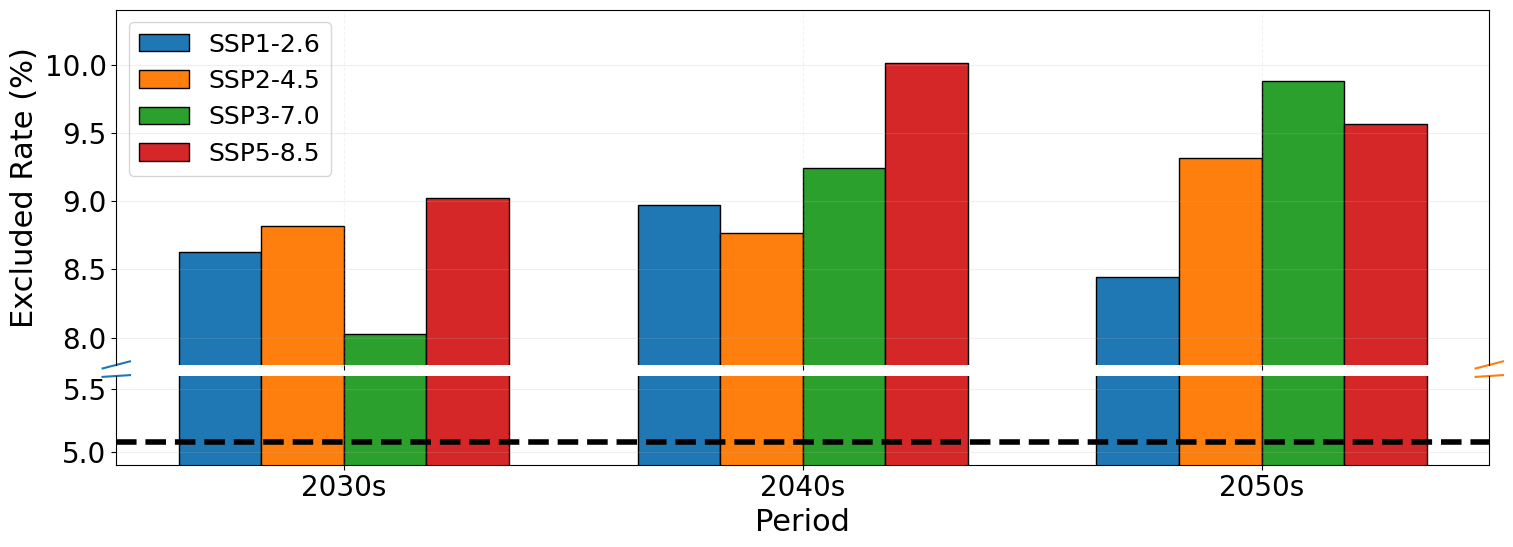 Excluded Rate (%)
10.0
9.5
9.0
8.5
8.0
5.5
5.0
SSP1-2.6
SSP2-4.5
SSP3-7.0
SSP5-8.5
2030s 2040s 2050s
Period